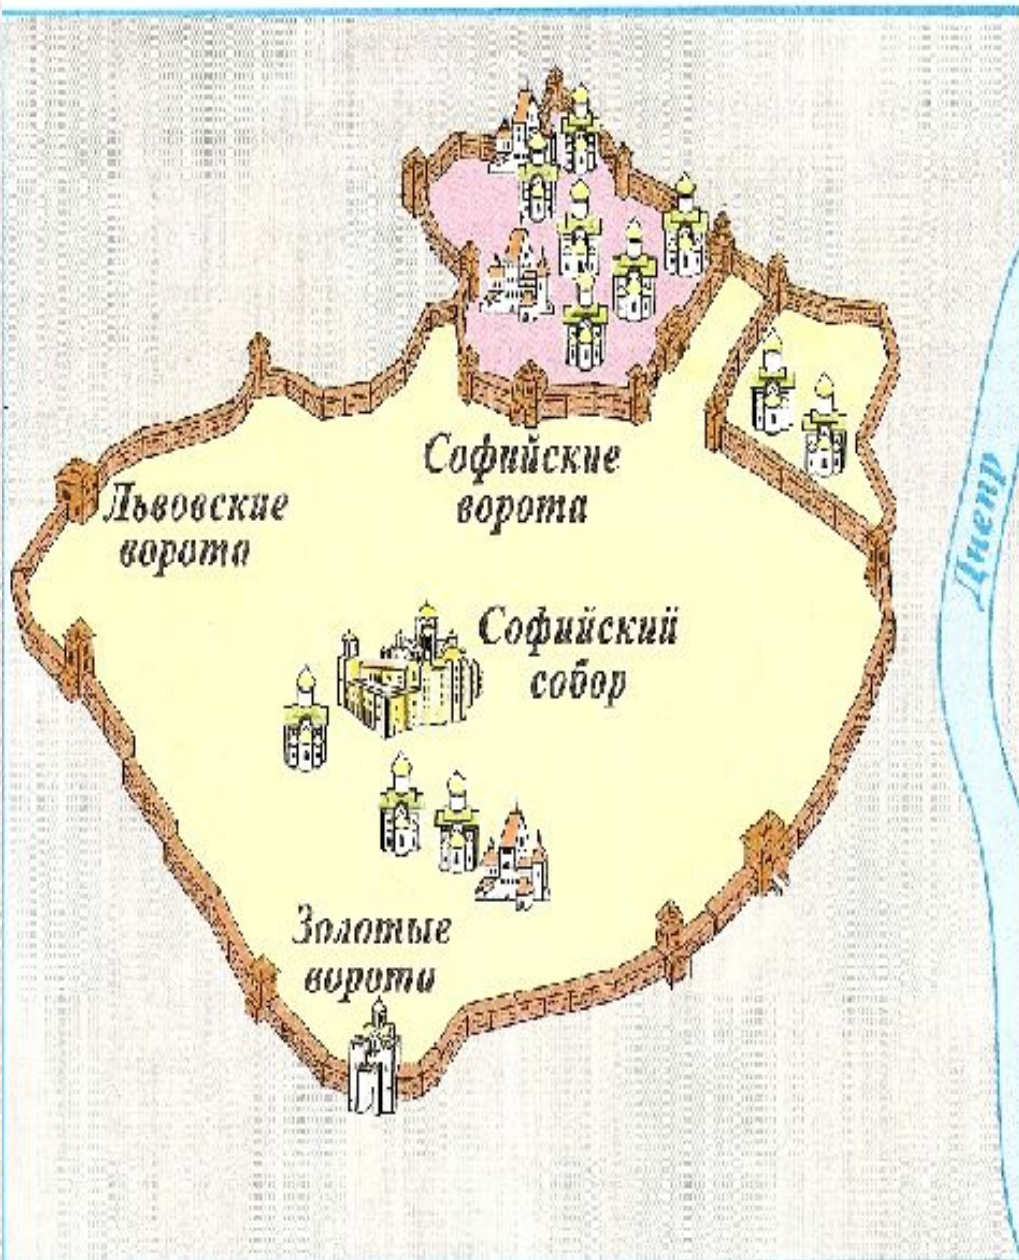 Софийские
ворота
Львовские
ворота
Днепр
Софийский
собор
Золотые
ворота